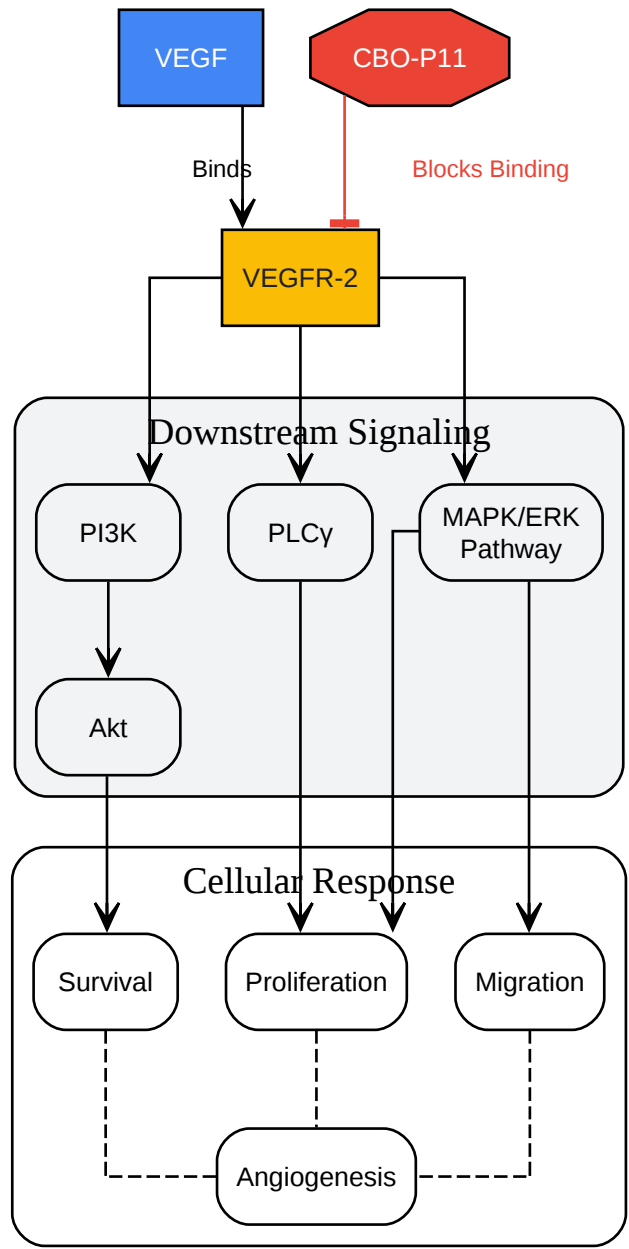 VEGF
CBO-P11
Binds
Blocks Binding
VEGFR-2
Downstream Signaling
PI3K
PLCγ
MAPK/ERK
Pathway
Akt
Cellular Response
Survival
Proliferation
Migration
Angiogenesis